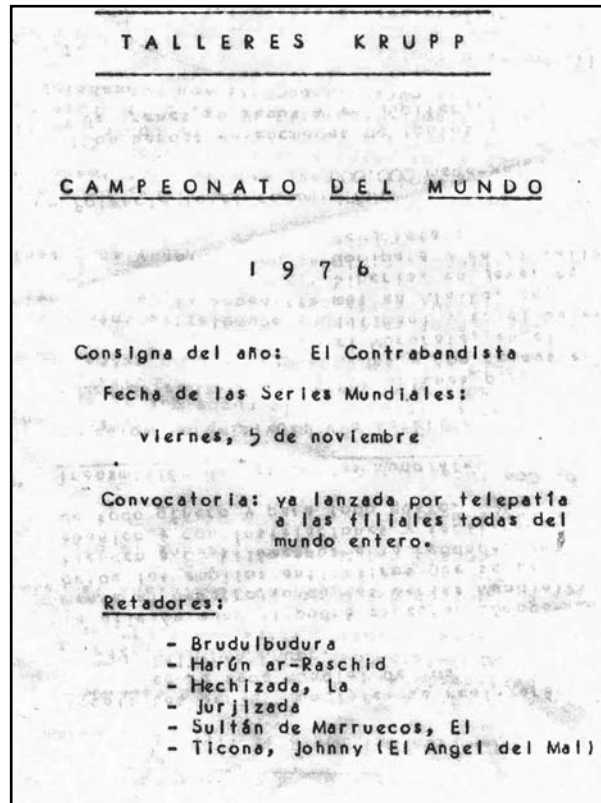 TALLERES KRUPP
CAMPEONATO DEL MUNDO
1976
Consigna del año: El Contrabandista
Fecha de las Series Mundiales:
viernes, 5 de noviembre
Convocatoria: ya lanzada por telepatía
a las filiales todas del
mundo entero.
Retadores:
- Brudulbudura
- Harún ar-Raschid
- Hechizada, La
- Jurjizada
- Sultán de Marruecos, El
- Ticona, Johnny (El Angel del Mal)